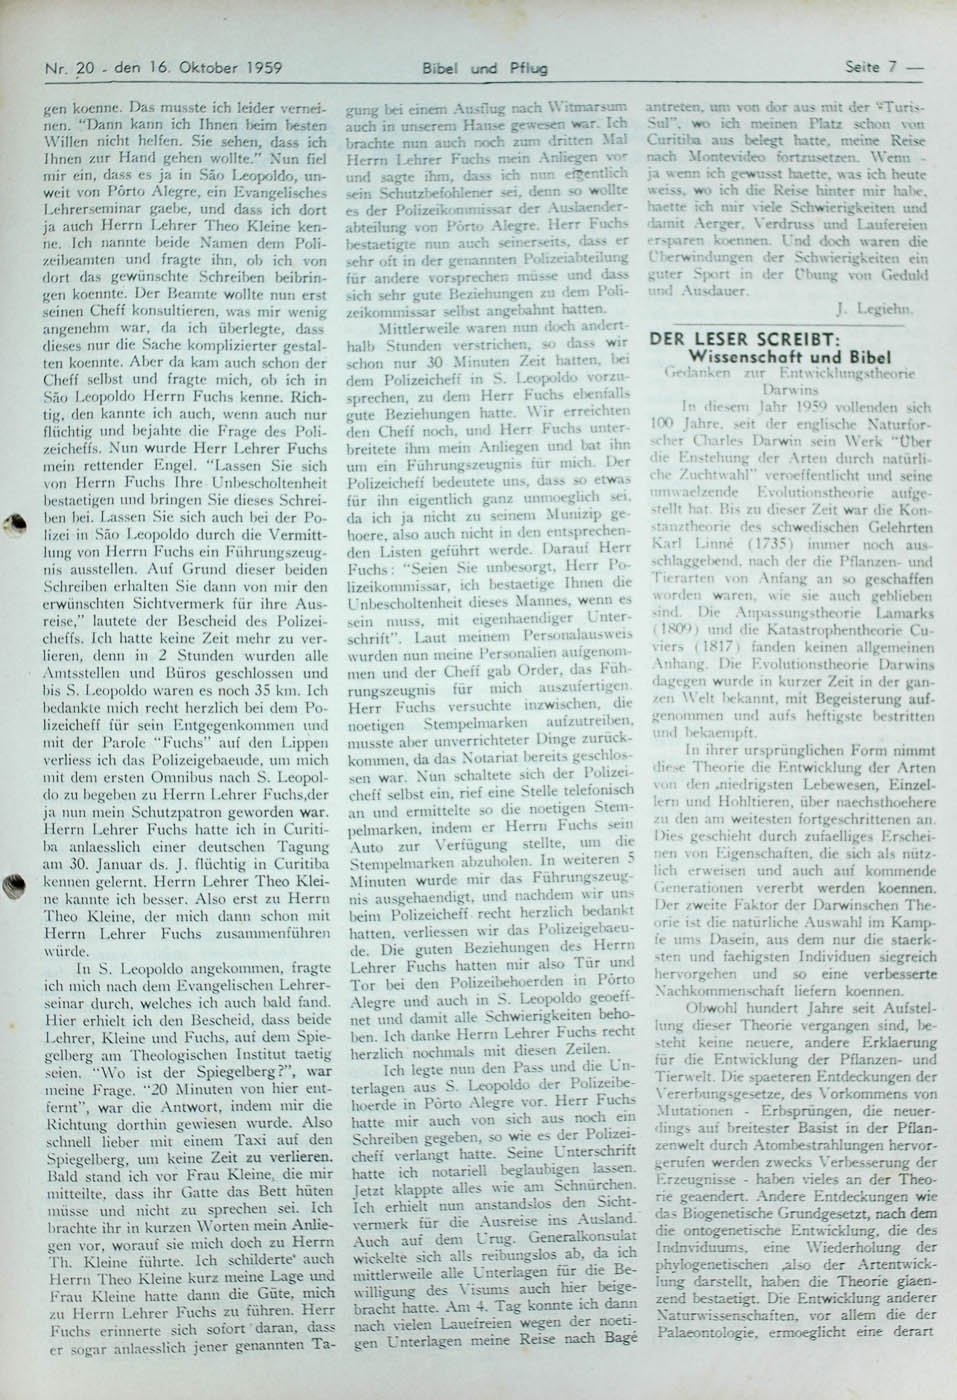 Nr. 20 - den 16. Oktober 1959
Bibel und Pflug
Seite 7 —
gen koenne. Das musste ich leider vernei-
nen. “Dann kann ich Ihnen beim besten
Willen nicht helfen. Sie sehen, dass ich
Ihnen zur Hand gehen wollte.” Nun fiel
mir ein, dass es ja in São Leopoldo, un-
weit von Pôrto Alegre, ein Evangelisches
Lehrerseminar gaebe, und dass ich dort
ja auch Herrn Lehrer Theo Kleine ken-
ne. Ich nannte beide Namen dem Poli-
zeibeamten und fragte ihn, ob ich von
dort das gewünschte Schreiben beibrin-
gen koennte. Der Beamte wollte nun erst
seinen Cheff konsultieren, was mir wenig
angenehm war, da ich überlegte, dass
dieses nur die Sache komplizierter gestal-
ten koennte. Aber da kam auch schon der
Cheff selbst und fragte mich, ob ich in
São Leopoldo Herrn Fuchs kenne. Rich-
tig, den kannte ich auch, wenn auch nur
flüchtig und bejahte die Frage des Poli-
zeicheffs. Nun wurde Herr Lehrer Fuchs
mein rettender Engel. “Lassen Sie sich
von Herrn Fuchs Ihre Unbescholtenheit
bestaetigen und bringen Sie dieses Schrei-
ben bei. Lassen Sie sich auch bei der Po-
lizei in São Leopoldo durch die Vermitt-
lung von Herrn Fuchs ein Führungszeug-
nis ausstellen. Auf Grund dieser beiden
Schreiben erhalten Sie dann von mir den
erwünschten Sichtvermerk für ihre Aus-
reise,” lautete der Bescheid des Polizei-
cheffs. Ich hatte keine Zeit mehr zu ver-
lieren, denn in 2 Stunden wurden alle
Amtsstellen und Büros geschlossen und
bis S. Leopoldo waren es noch 35 km. Ich
bedankte mich recht herzlich bei dem Po-
lizeicheff für sein Entgegenkommen und
mit der Parole “Fuchs” auf den Lippen
verliess ich das Polizeigebaeude, um mich
mit dem ersten Omnibus nach S. Leopol-
do zu begeben zu Herrn Lehrer Fuchs,der
ja nun mein Schutzpatron geworden war.
Herrn Lehrer Fuchs hatte ich in Curiti-
ba anlaesslich einer deutschen Tagung
am 30. Januar ds. J. flüchtig in Curitiba
kennen gelernt. Herrn Lehrer Theo Klei-
ne kannte ich besser. Also erst zu Herrn
Theo Kleine, der mich dann schon mit
Herrn Lehrer Fuchs zusammenführen
würde.
In S. Leopoldo angekommen, fragte
ich mich nach dem Evangelischen Lehrer-
seinar durch, welches ich auch bald fand.
Hier erhielt ich den Bescheid, dass beide
Lehrer, Kleine und Fuchs, auf dem Spie-
gelberg am Theologischen Institut taetig
seien. “Wo ist der Spiegelberg?”, war
meine Frage. “20 Minuten von hier ent-
fernt”, war die Antwort, indem mir die
Richtung dorthin gewiesen wurde. Also
schnell lieber mit einem Taxi auf den
Spiegelberg, um keine Zeit zu verlieren.
Bald stand ich vor Frau Kleine, die mir
mitteilte, dass ihr Gatte das Bett hüten
müsse und nicht zu sprechen sei. Ich
brachte ihr in kurzen Worten mein Anlie-
gen vor, worauf sie mich doch zu Herrn
Th. Kleine führte. Ich schilderte auch
Herrn Theo Kleine kurz meine Lage und
Frau Kleine hatte dann die Güte, mich
zu Herrn Lehrer Fuchs zu führen. Herr
Fuchs erinnerte sich sofort daran, dass
er sogar anlaesslich jener genannten Ta-
gung bei einem Ausflug nach Witmarsum
auch in unserem Hause gewesen war. Ich
brachte nun auch noch zum dritten Mal
Herrn Lehrer Fuchs mein Anliegen vor
und sagte ihm, dass ich nun eigentlich
sein Schutzbefohlener sei, denn so wollte
es der Polizeikommissar der Auslaender-
abteilung von Pôrto Alegre. Herr Fuchs
bestaetigte nun auch seinerseits, dass er
sehr oft in der genannten Polizeiabteilung
für andere vorsprechen müsse und dass
sich sehr gute Beziehungen zu dem Poli-
zeikommissar selbst angebahnt hatten.
Mittlerweile waren nun doch andert-
halb Stunden verstrichen, so dass wir
schon nur 30 Minuten Zeit hatten, bei
dem Polizeicheff in S. Leopoldo vorzu-
sprechen, zu dem Herr Fuchs ebenfalls
gute Beziehungen hatte. Wir erreichten
den Cheff noch, und Herr Fuchs unter-
breitete ihm mein Anliegen und bat ihn
um ein Führungszeugnis für mich. Der
Polizeicheff bedeutete uns, dass so etwas
für ihn eigentlich ganz unmoeglich sei,
da ich ja nicht zu seinem Munizip ge-
hoere, also auch nicht in den entsprechen-
den Listen geführt werde. Darauf Herr
Fuchs: “Seien Sie unbesorgt, Herr Po-
lizeikommissar, ich bestaetige Ihnen die
Unbescholtenheit dieses Mannes, wenn es
sein muss, mit eigenhaendiger Unter-
schrift”. Laut meinem Personalausweis
wurden nun meine Personalien aufgenom-
men und der Cheff gab Order, das Füh-
rungszeugnis für mich auszufertigen.
Herr Fuchs versuchte inzwischen, die
noetigen Stempelmarken aufzutreiben,
musste aber unverrichteter Dinge zurück-
kommen, da das Notariat bereits geschlos-
sen war. Nun schaltete sich der Polizei-
cheff selbst ein, rief eine Stelle telefonisch
an und ermittelte so die noetigen Stem-
pelmarken, indem er Herrn Fuchs sein
Auto zur Verfügung stellte, um die
Stempelmarken abzuholen. In weiteren 5
Minuten wurde mir das Führungszeug-
nis ausgehaendigt, und nachdem wir uns
beim Polizeicheff recht herzlich bedankt
hatten, verliessen wir das Polizeigebaeu-
de. Die guten Beziehungen des Herrn
Lehrer Fuchs hatten mir also Tür und
Tor bei den Polizeibehoerden in Pôrto
Alegre und auch in S. Leopoldo geoeff-
net und damit alle Schwierigkeiten beho-
ben. Ich danke Herrn Lehrer Fuchs recht
herzlich nochmals mit diesen Zeilen.
Ich legte nun den Pass und die Un-
terlagen aus S. Leopoldo der Polizeibe-
hoerde in Pôrto Alegre vor. Herr Fuchs
hatte mir auch von sich aus noch ein
Schreiben gegeben, so wie es der Polizei-
cheff verlangt hatte. Seine Unterschrift
hatte ich notariell beglaubigen lassen.
Jetzt klappte alles wie am Schnürchen.
Ich erhielt nun anstandslos den Sicht-
vermerk für die Ausreise ins Ausland.
Auch auf dem Urug. Generalkonsulat
wickelte sich alls reibungslos ab, da ich
mittlerweile alle Unterlagen für die Be-
willigung des Visums auch hier beige-
bracht hatte. Am 4. Tag konnte ich dann
nach vielen Lauefreien wegen der noeti-
gen Unterlagen meine Reise nach Bagé
antreten, um von dor aus mit der “Turis-
Sul”, wo ich meinen Platz schon von
Curitiba aus belegt hatte, meine Reise
nach Montevideo fortzusetzen. Wenn -
ja wenn ich gewusst haette, was ich heute
weiss, wo ich die Reise hinter mir habe,
haette ich mir viele Schwierigkeiten und
damit Aerger, Verdruss und Laufereien
ersparen koennen. Und doch waren die
Überwindungen der Schwierigkeiten ein
guter Sport in der Übung von Geduld
und Ausdauer.
J. Legiehn.
DER LESER SCREIBT:
Wissenschaft und Bibel
Gedanken zur Entwicklungstheorie
Darwins
In diesem Jahr 1959 vollenden sich
100 Jahre, seit der englische Naturfor-
scher Charles Darwin sein Werk “Über
die Enstehung der Arten durch natürli-
che Zuchtwahl” veroeffentlicht und seine
umwaelzende Evolutionstheorie aufge-
stellt hat. Bis zu dieser Zeit war die Kon-
stanztheorie des schwedischen Gelehrten
Karl Linné (1735) immer noch aus-
schlaggebend, nach der die Pflanzen- und
Tierarten von Anfang an so geschaffen
worden waren, wie sie auch geblieben
sind. Die Anpassungstheorie Lamarks
(1809) und die Katastrophentheorie Cu-
viers (1817) fanden keinen allgemeinen
Anhang. Die Evolutionstheorie Darwins
dagegen wurde in kurzer Zeit in der gan-
zen Welt bekannt, mit Begeisterung auf-
genommen und aufs heftigste bestritten
und bekaempft.
In ihrer ursprünglichen Form nimmt
diese Theorie die Entwicklung der Arten
von den niedrigsten Lebewesen, Einzel-
lern und Hohltieren, über naechsthoehere
zu den am weitesten fortgeschrittenen an.
Dies geschieht durch zufaelliges Erschei-
nen von Eigenschaften, die sich als nütz-
lich erweisen und auch auf kommende
Generationen vererbt werden koennen.
Der zweite Faktor der Darwinschen The-
orie ist die natürliche Auswahl im Kamp-
fe ums Dasein, aus dem nur die staerk-
sten und faehigsten Individuen siegreich
hervorgehen und so eine verbesserte
Nachkommenschaft liefern koennen.
Obwohl hundert Jahre seit Aufstel-
lung dieser Theorie vergangen sind, be-
steht keine neuere, andere Erklaerung
für die Entwicklung der Pflanzen- und
Tierwelt. Die spaeteren Entdeckungen der
Vererbungsgesetze, des Vorkommens von
Mutationen - Erbsprüngen, die neuer-
dings auf breitester Basist in der Pflan-
zenwelt durch Atombestrahlungen hervor-
gerufen werden zwecks Verbesserung der
Erzeugnisse - haben vieles an der Theo-
rie geaendert. Andere Entdeckungen wie
das Biogenetische Grundgesetzt, nach dem
die ontogenetische Entwicklung, die des
Indnviduums, eine Wiederholung der
phylogenetischen ,also der Artentwick-
lung darstellt, haben die Theorie glaen-
zend bestaetigt. Die Entwicklung anderer
Naturwissenschaften, vor allem die der
Palaeontologie, ermoeglicht eine derart